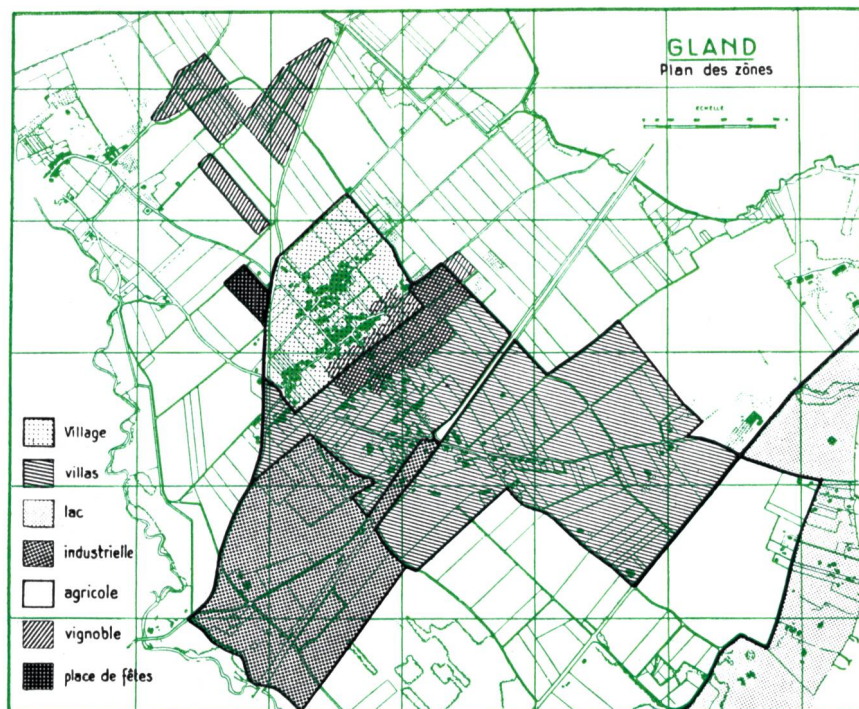 GLAND
Plan des zônes
ECHELLE
Village
villas
lac
industrielle
agricole
vignoble
place de fêtes